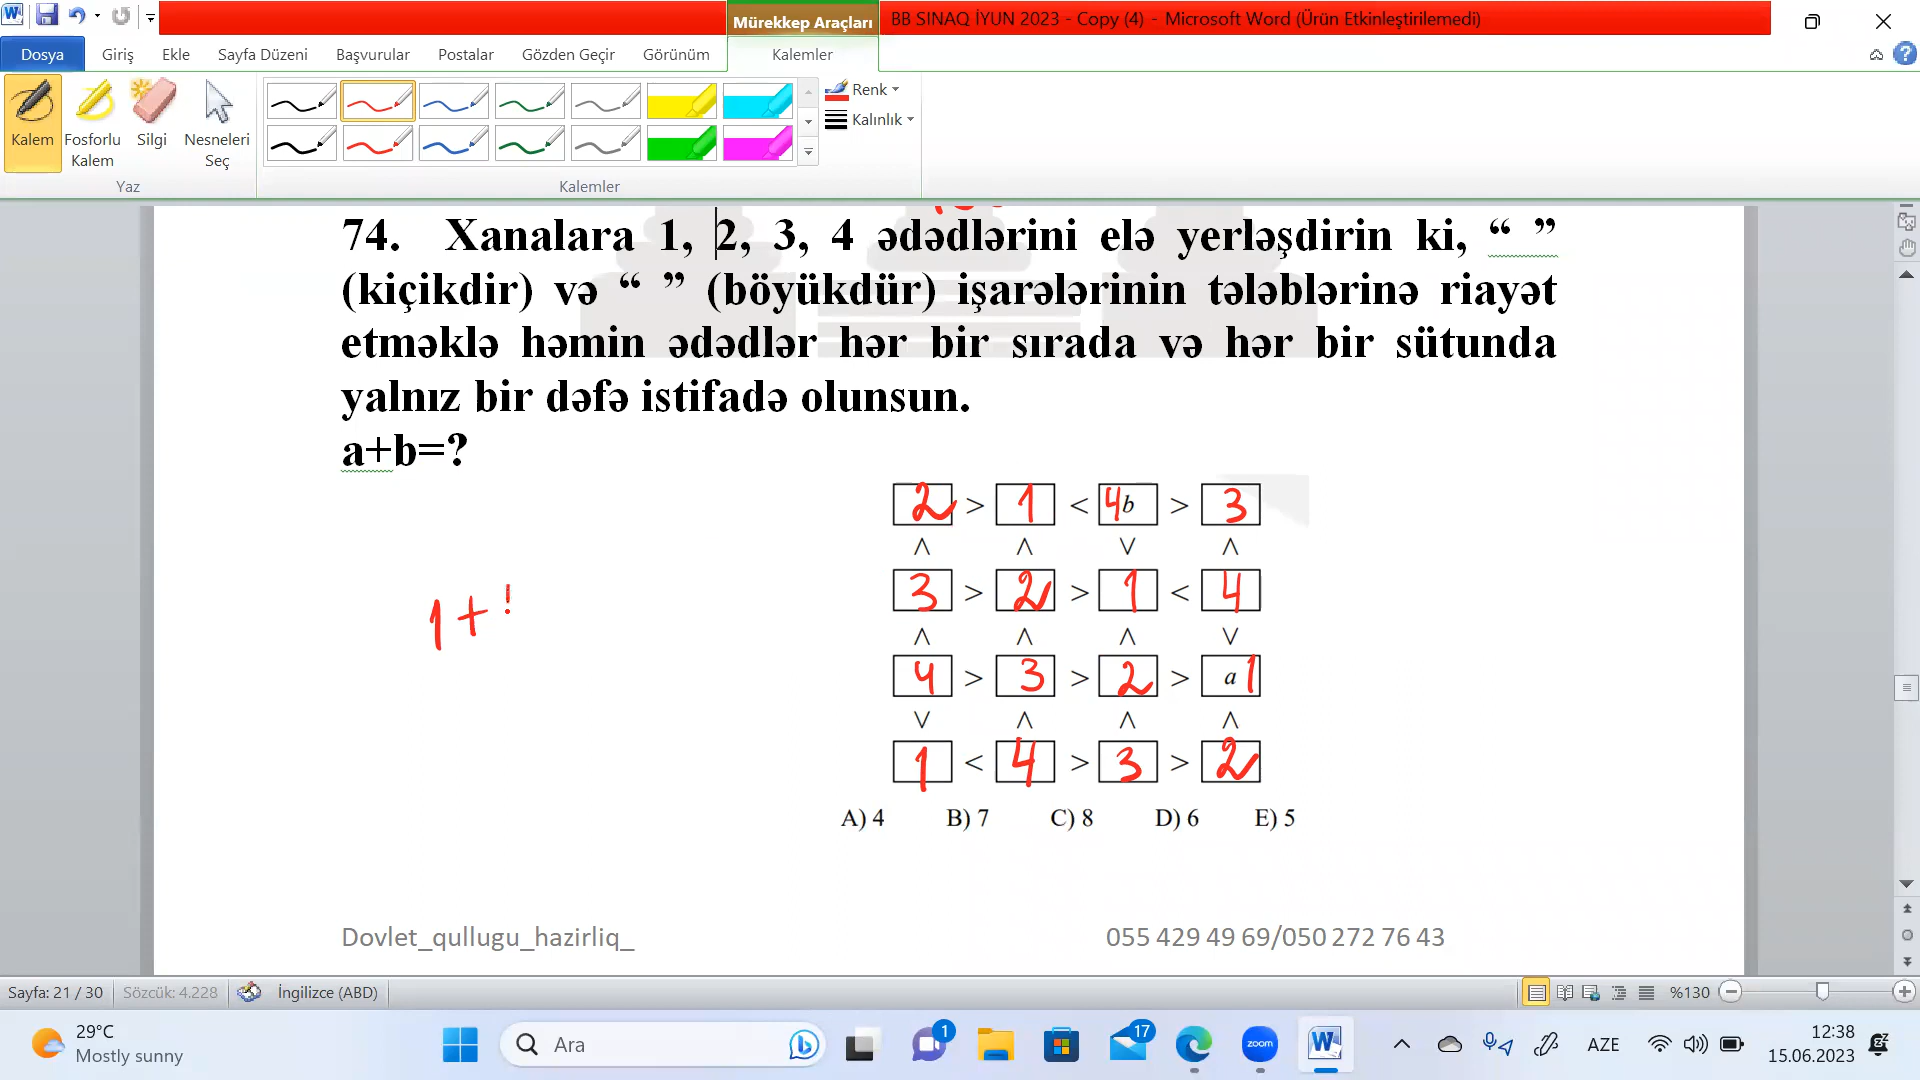 Mürekkep Araçları
BB SINAQ İYUN 2023 - Copy (4) - Microsoft Word (Ürün Etkinleştirilemedi)
Dosya Giriş Ekle Sayfa Düzeni Başvurular Postalar Gözden Geçir Görünüm Kalemler
Kalem
Fosforlu Kalem
Silgi
Nesneleri Seç
Renk
Kalınlık
Yaz
Kalemler
74. Xanalara 1, 2, 3, 4 ədədlərini elə yerləşdirin ki, “ ”
(kiçikdir) və “ ” (böyükdür) işarələrinin tələblərinə riayət
etməklə həmin ədədlər hər bir sırada və hər bir sütunda
yalnız bir dəfə istifadə olunsun.
a+b=?
2 > 1 < 4b > 3
˄ ˄ ˅ ˄
3 > 2 > 1 < 4
˄ ˄ ˄ ˅
4 > 3 > 2 > a1
˅ ˄ ˄ ˄
1 < 4 > 3 > 2
1+
A) 4 B) 7 C) 8 D) 6 E) 5
Dovlet_qullugu_hazirliq_ 055 429 49 69/050 272 76 43
Sayfa: 21 / 30 Sözcük: 4.228 İngilizce (ABD) %130
29°C
Mostly sunny
Ara
1
17
zoom
AZE
12:38
15.06.2023